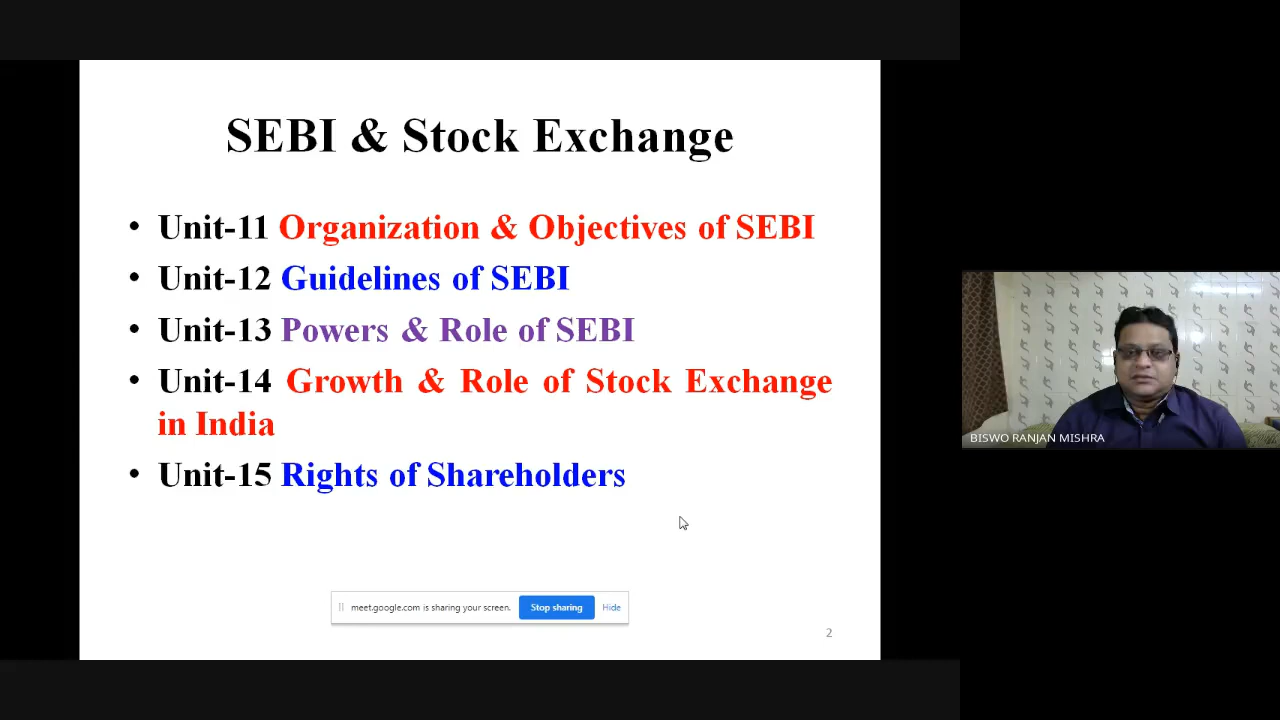 SEBI & Stock Exchange
• Unit-11 Organization & Objectives of SEBI
• Unit-12 Guidelines of SEBI
• Unit-13 Powers & Role of SEBI
• Unit-14 Growth & Role of Stock Exchange
in India
• Unit-15 Rights of Shareholders
BISWO RANJAN MISHRA
meet.google.com is sharing your screen. Stop sharing Hide
2